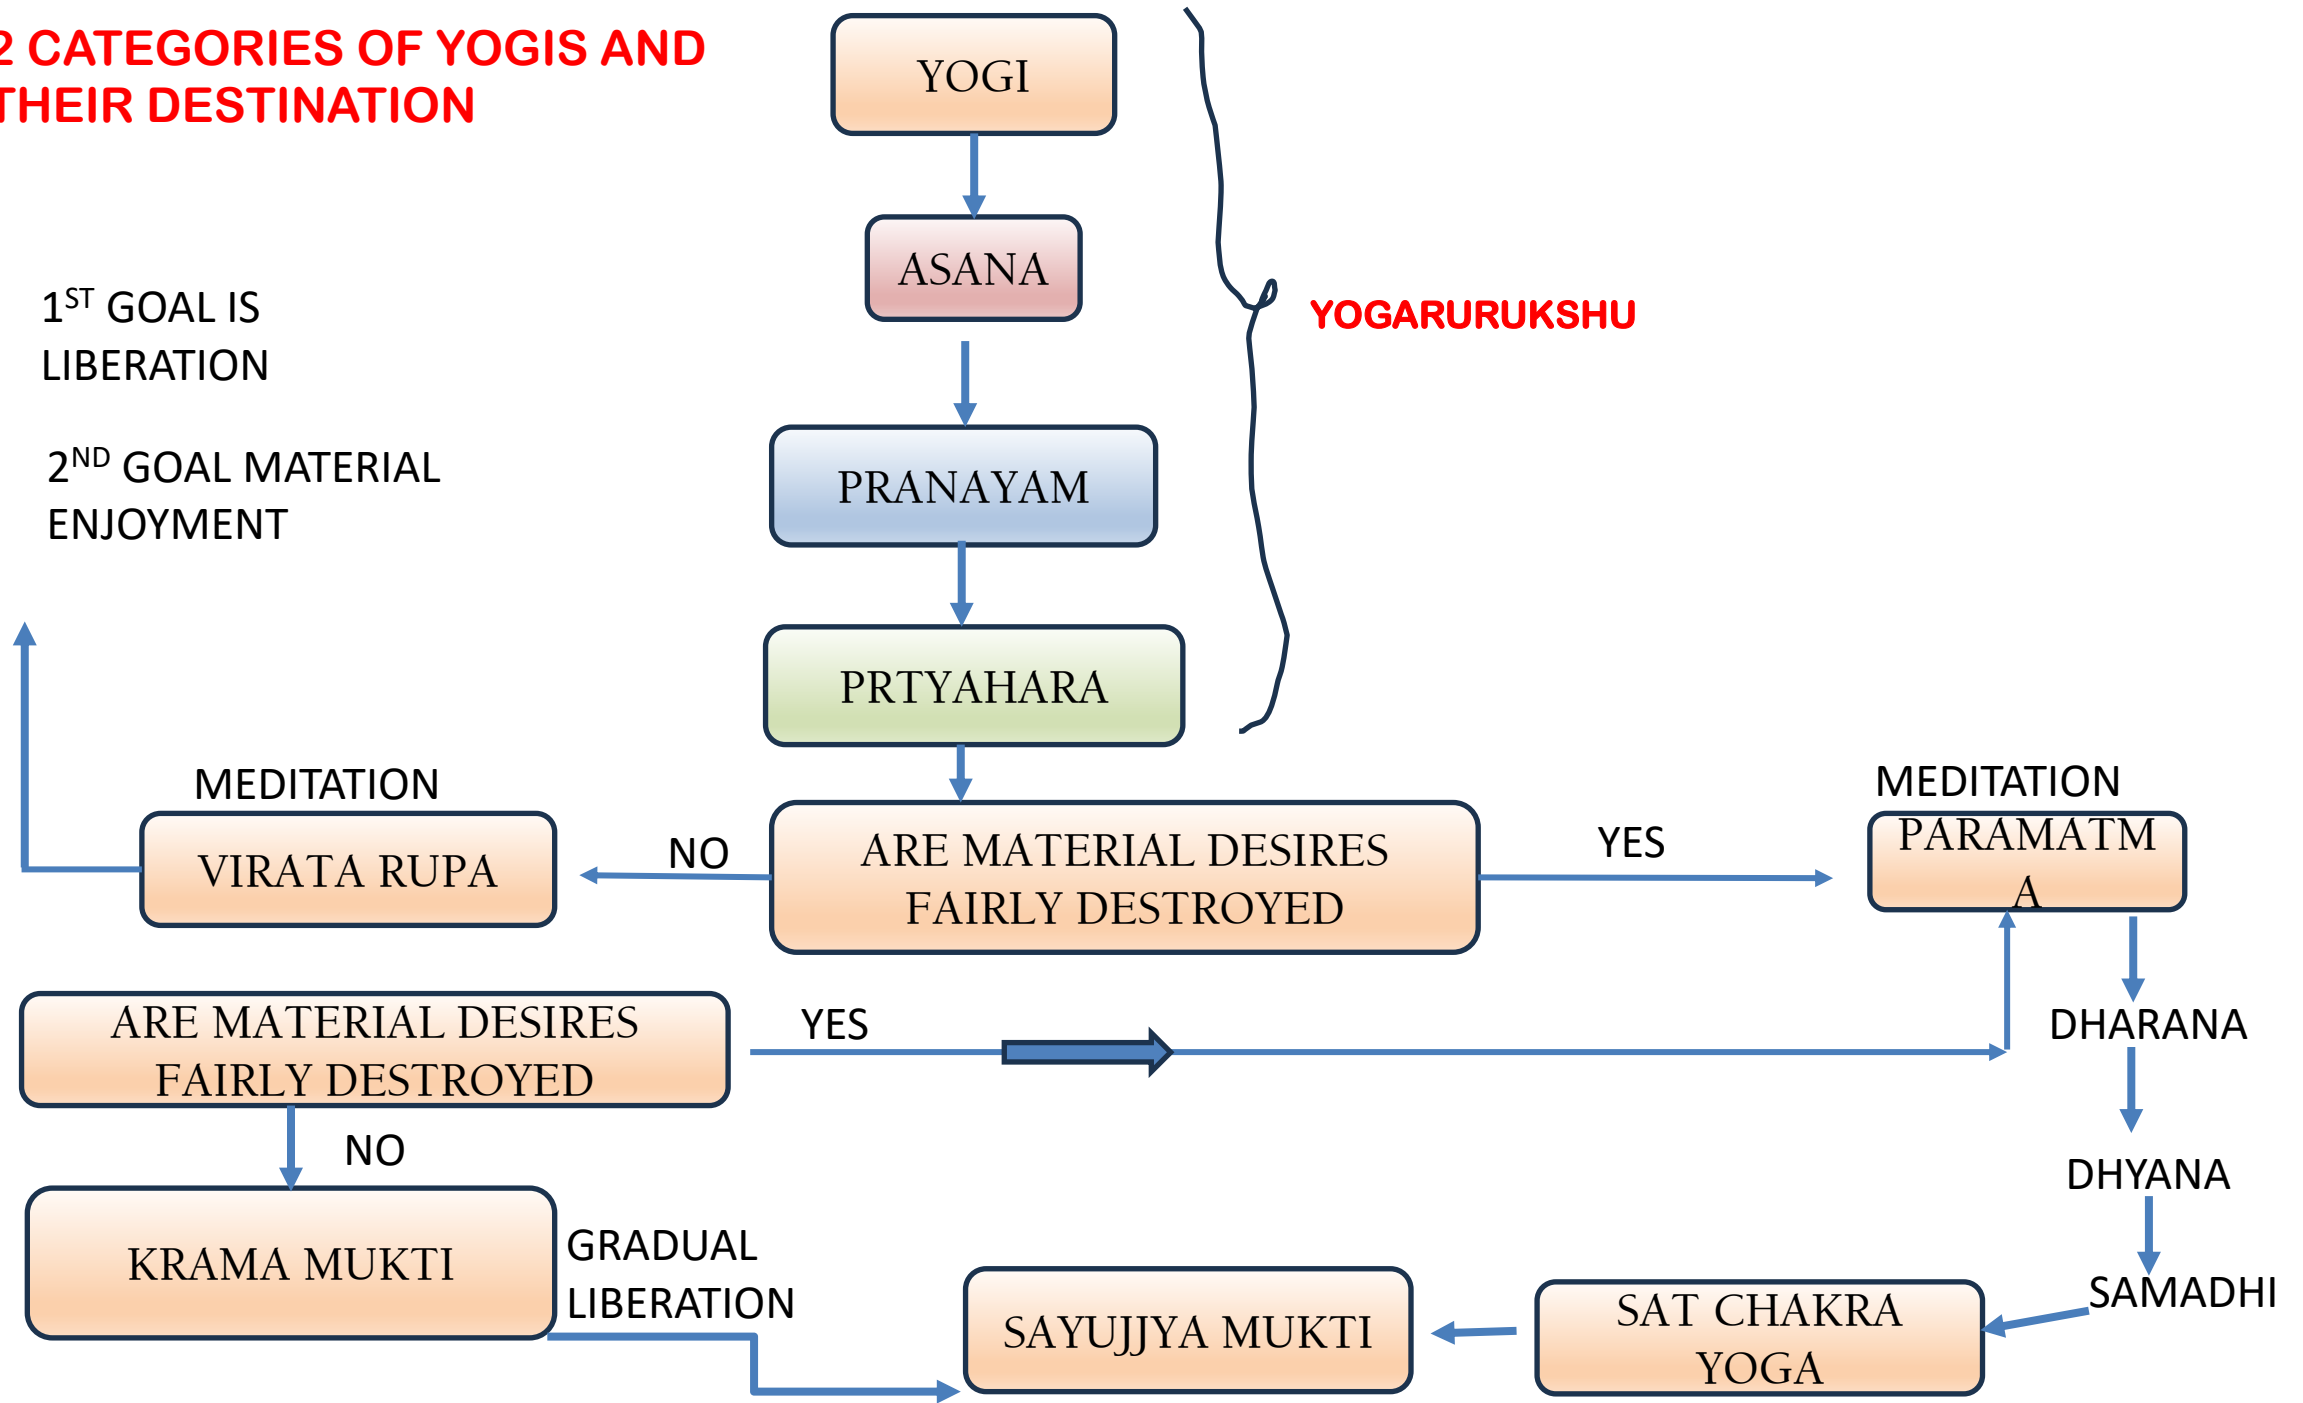 2 CATEGORIES OF YOGIS AND
THEIR DESTINATION
YOGI
ASANA
1ST GOAL IS
LIBERATION
YOGARURUKSHU
2ND GOAL MATERIAL
ENJOYMENT
PRANAYAM
PRTYAHARA
MEDITATION
VIRATA RUPA
NO
ARE MATERIAL DESIRES
FAIRLY DESTROYED
YES
MEDITATION
PARAMATM
A
ARE MATERIAL DESIRES
FAIRLY DESTROYED
YES
DHARANA
NO
DHYANA
KRAMA MUKTI
GRADUAL
LIBERATION
SAYUJJYA MUKTI
SAT CHAKRA
YOGA
SAMADHI